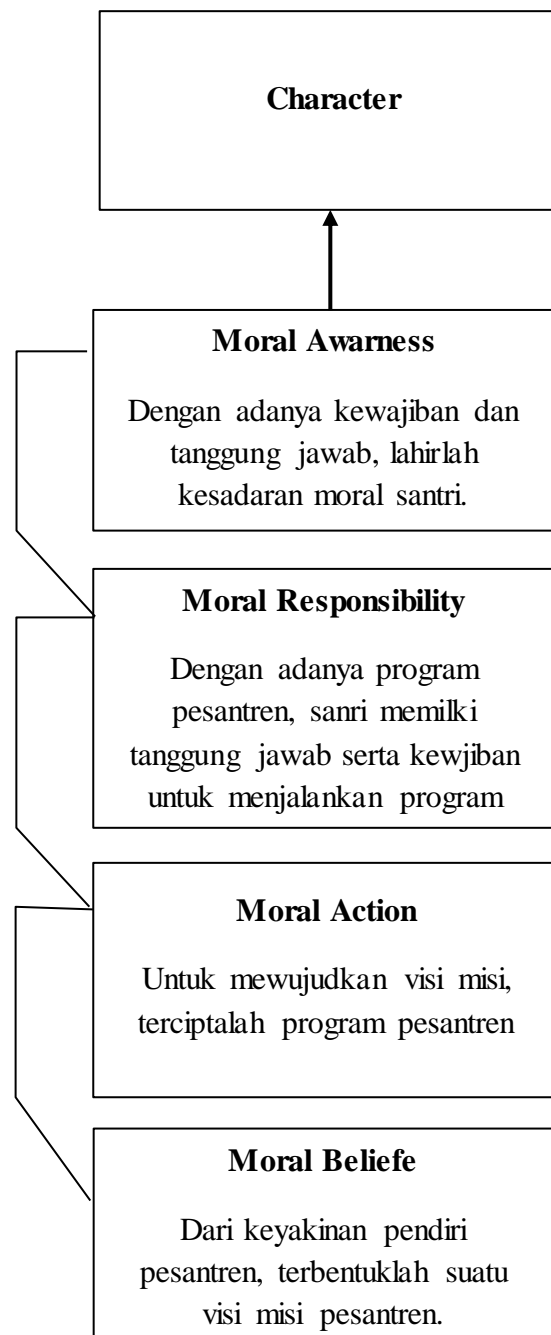 Character
Moral Awarness
Dengan adanya kewajiban dan
tanggung jawab, lahirlah
kesadaran moral santri.
Moral Responsibility
Dengan adanya program
pesantren, sanri memilki
tanggung jawab serta kewjiban
untuk menjalankan program
Moral Action
Untuk mewujudkan visi misi,
terciptalah program pesantren
Moral Beliefe
Dari keyakinan pendiri
pesantren, terbentuklah suatu
visi misi pesantren.